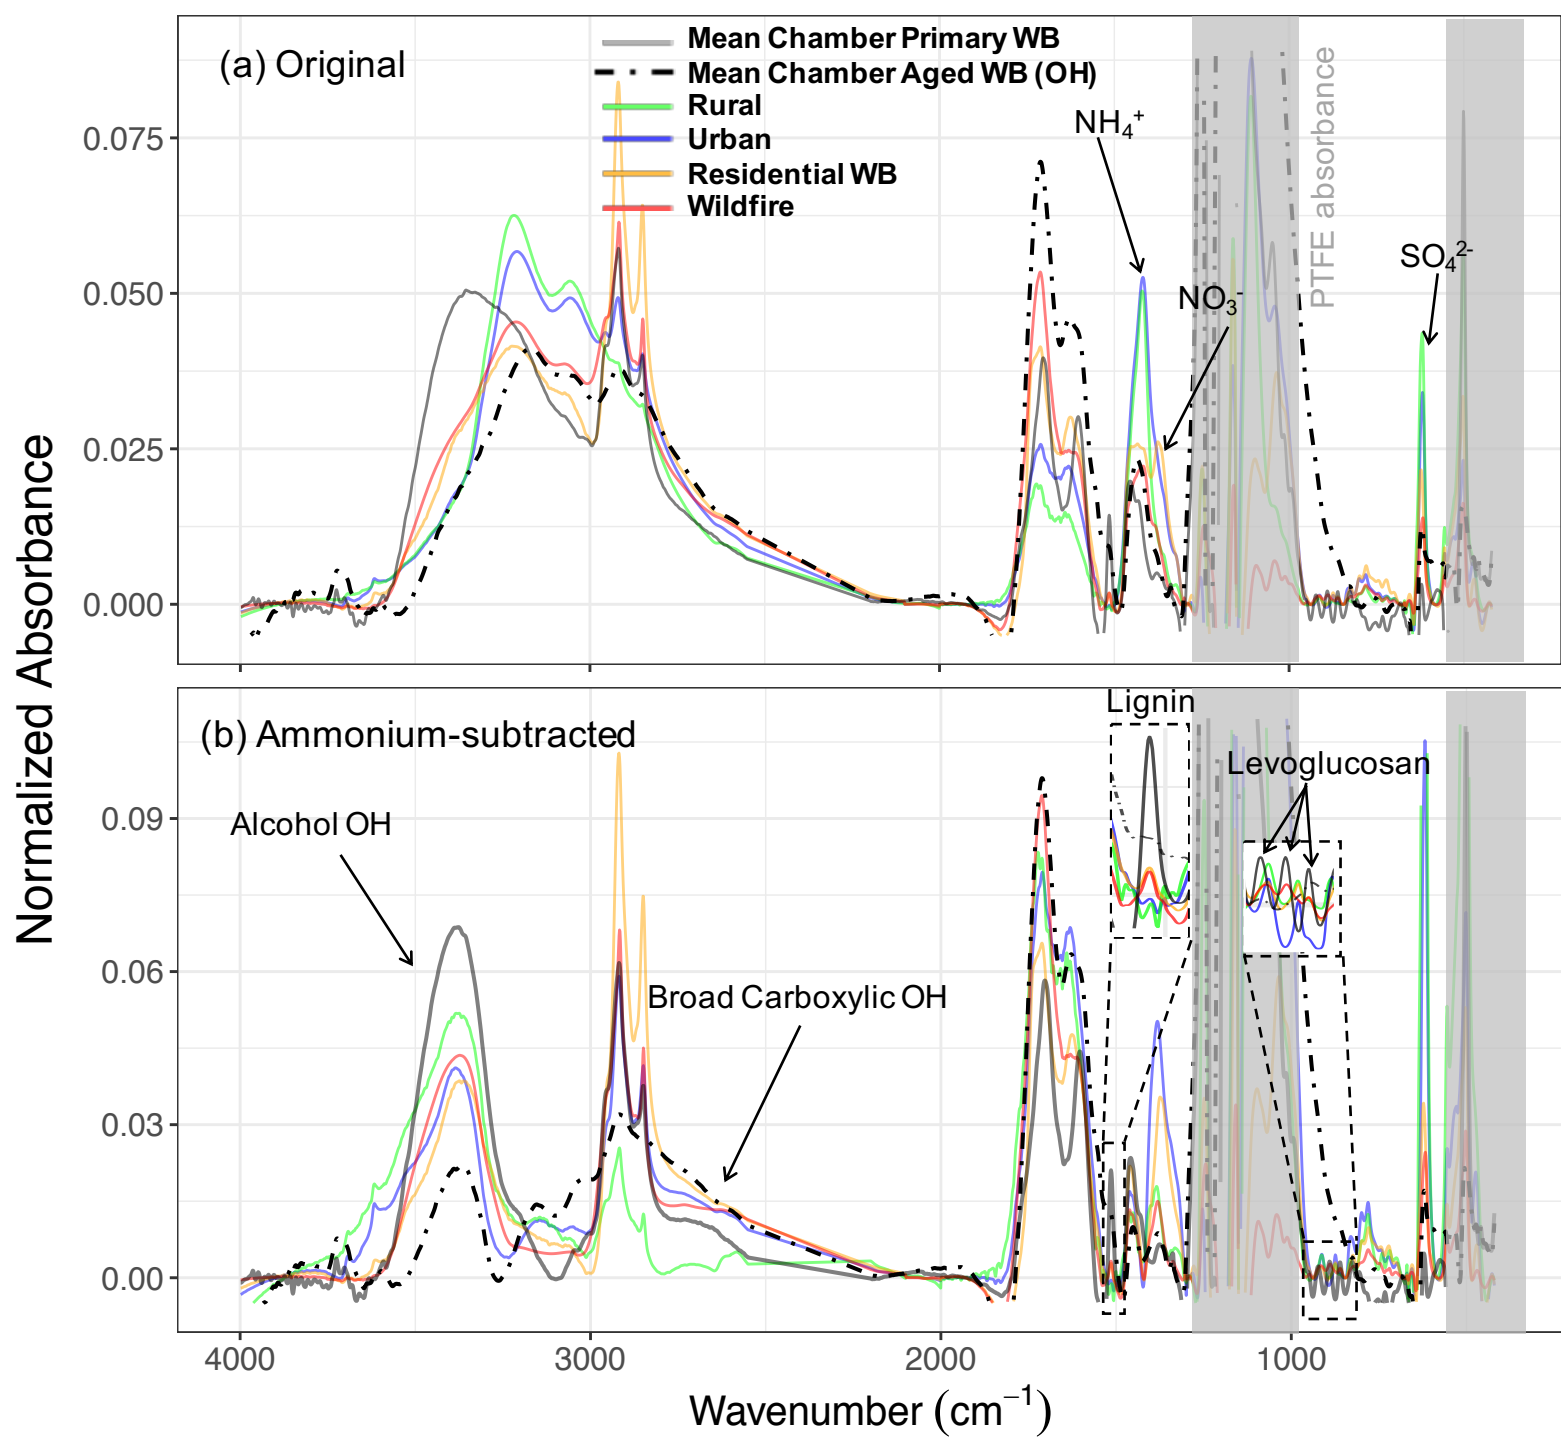 (a) Original
Mean Chamber Primary WB
Mean Chamber Aged WB (OH)
Rural
Urban
Residential WB
Wildfire
NH₄⁺
NO₃⁻
PTFE absorbance
SO₄²⁻
0.075
0.050
0.025
0.000
Normalized Absorbance
(b) Ammonium-subtracted
Lignin
Levoglucosan
Alcohol OH
Broad Carboxylic OH
0.09
0.06
0.03
0.00
4000 3000 2000 1000
Wavenumber (cm⁻¹)